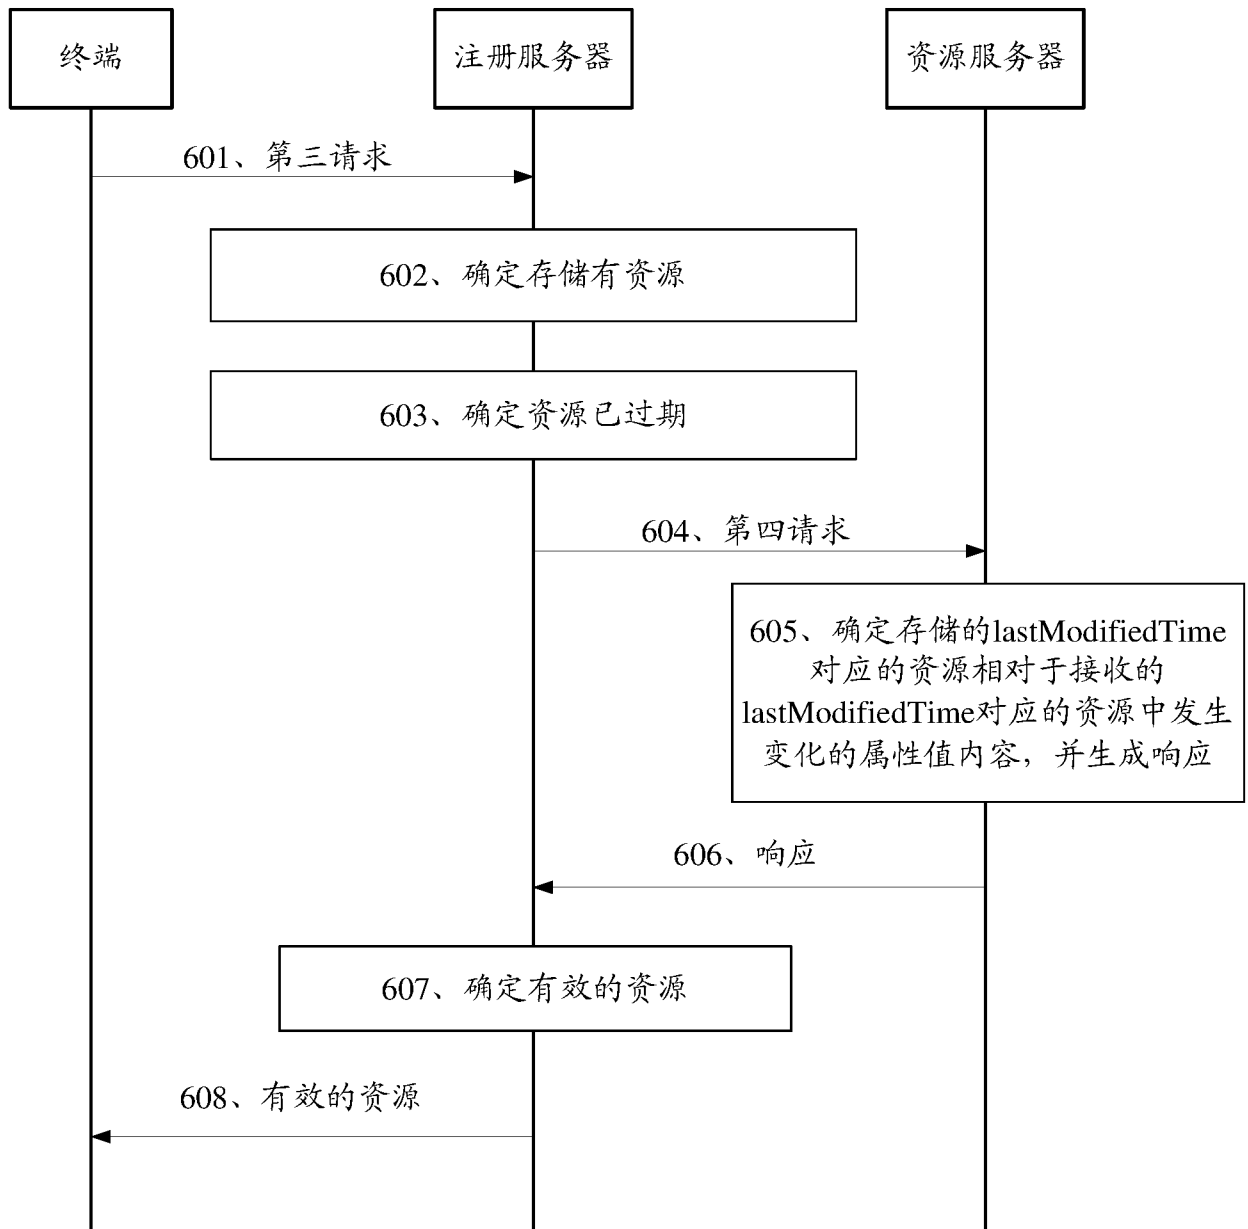 终端
注册服务器
资源服务器
601、第三请求
602、确定存储有资源
603、确定资源已过期
604、第四请求
605、确定存储的lastModifiedTime
对应的资源相对于接收的
lastModifiedTime对应的资源中发生
变化的属性值内容，并生成响应
606、响应
607、确定有效的资源
608、有效的资源